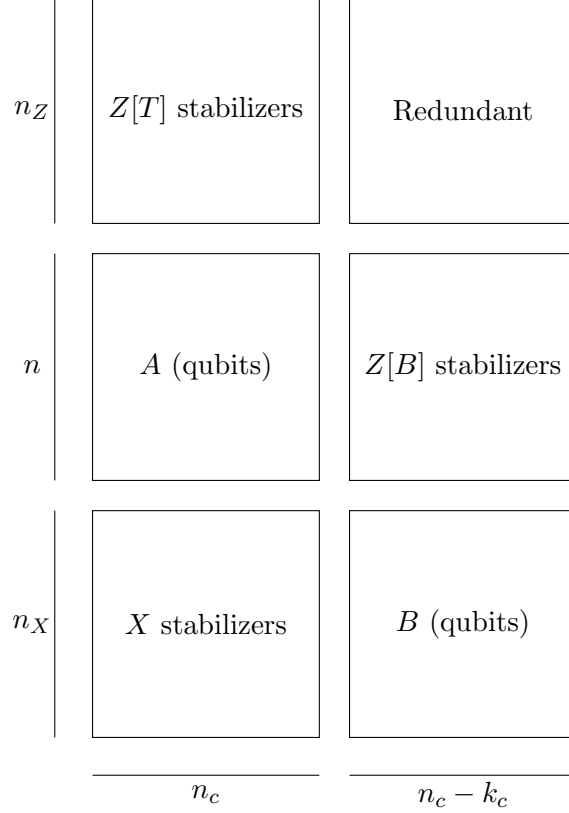 n_Z
Z[T] stabilizers
Redundant
n
A (qubits)
Z[B] stabilizers
n_X
X stabilizers
B (qubits)
n_c
n_c − k_c